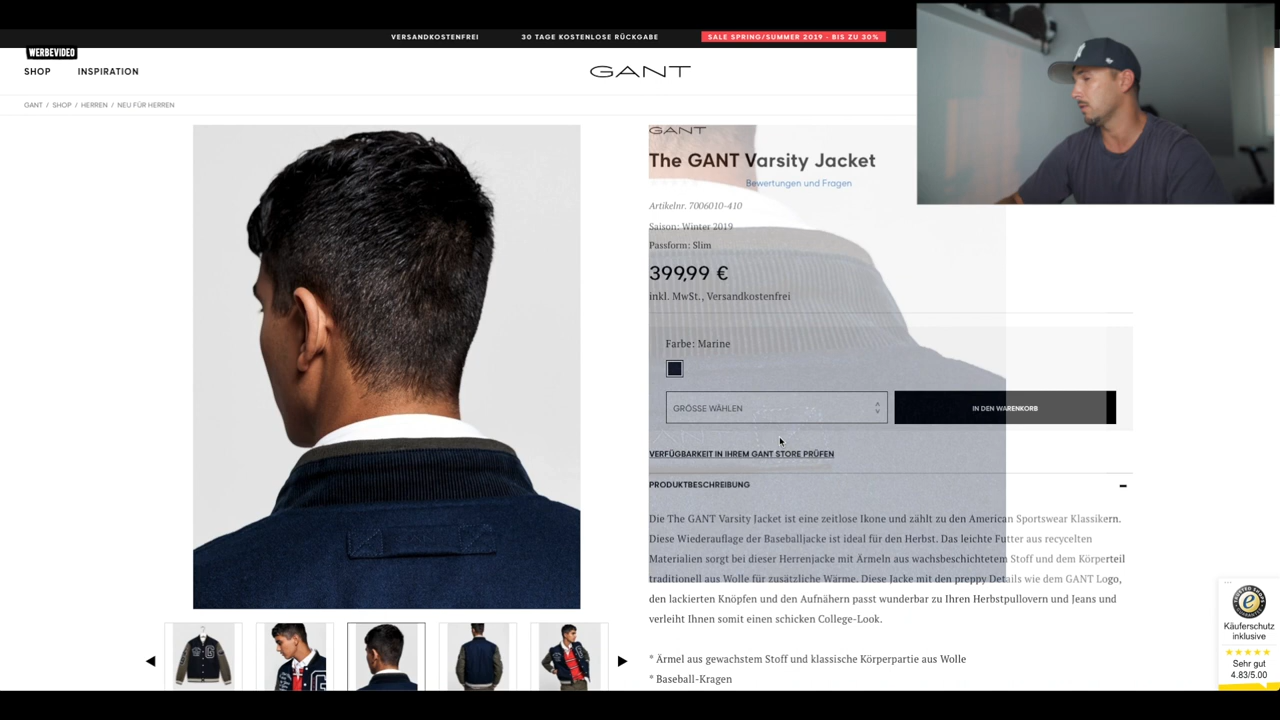 VERSANDKOSTENFREI
30 TAGE KOSTENLOSE RÜCKGABE
SALE SPRING/SUMMER 2019 - BIS ZU 30%
WERBEVIDEO
SHOP
INSPIRATION
GANT
GANT / SHOP / HERREN / NEU FÜR HERREN
GANT
The GANT Varsity Jacket
Bewertungen und Fragen
Artikelnr. 7006010-410
Saison: Winter 2019
Passform: Slim
399,99 €
inkl. MwSt., Versandkostenfrei
Farbe: Marine
GRÖSSE WÄHLEN
IN DEN WARENKORB
VERFÜGBARKEIT IN IHREM GANT STORE PRÜFEN
PRODUKTBESCHREIBUNG
Die The GANT Varsity Jacket ist eine zeitlose Ikone und zählt zu den American Sportswear Klassikern.
Diese Wiederauflage der Baseballjacke ist ideal für den Herbst. Das leichte Futter aus recycelten
Materialien sorgt bei dieser Herrenjacke mit Ärmeln aus wachsbeschichtetem Stoff und dem Körperteil
traditionell aus Wolle für zusätzliche Wärme. Diese Jacke mit den preppy Details wie dem GANT Logo,
den lackierten Knöpfen und den Aufnähern passt wunderbar zu Ihren Herbstpullovern und Jeans und
verleiht Ihnen somit einen schicken College-Look.
* Ärmel aus gewachstem Stoff und klassische Körperpartie aus Wolle
* Baseball-Kragen
Käuferschutz
inklusive
Sehr gut
4.83/5.00